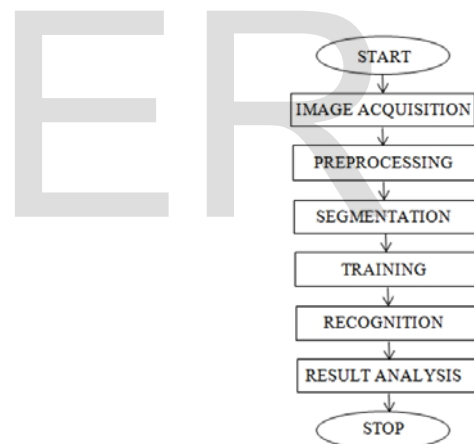 ER
START
IMAGE ACQUISITION
PREPROCESSING
SEGMENTATION
TRAINING
RECOGNITION
RESULT ANALYSIS
STOP